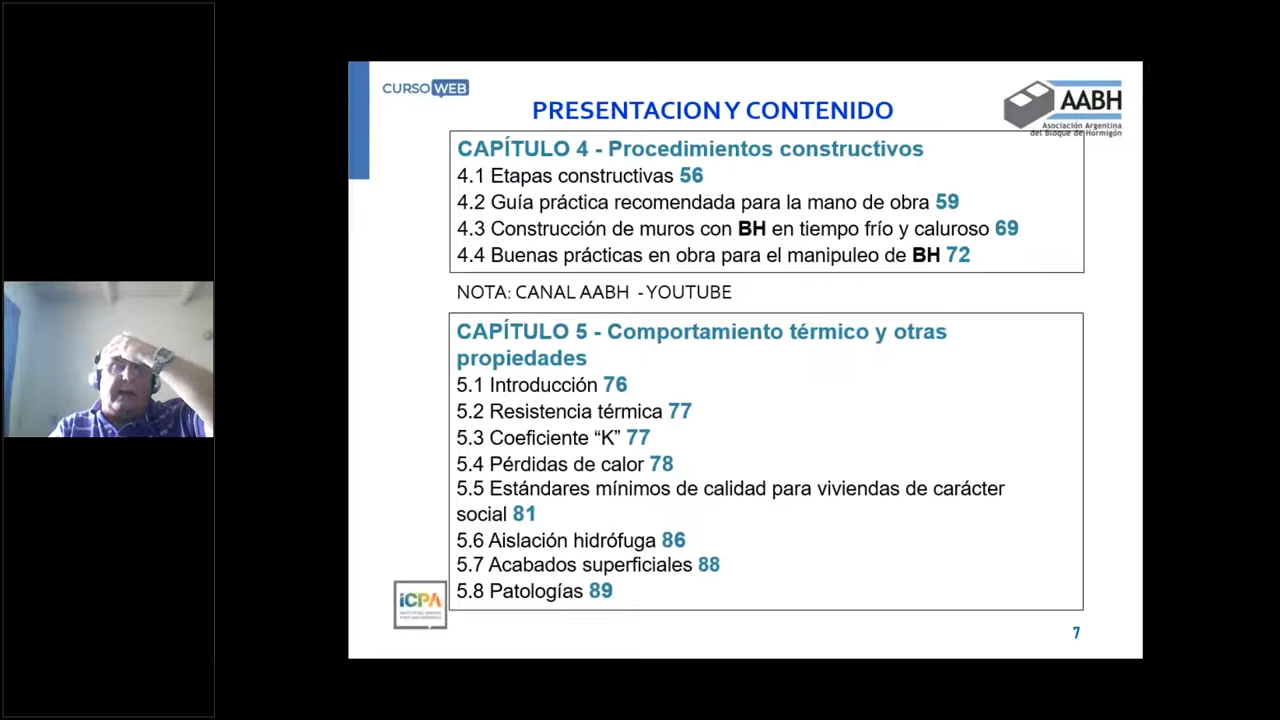 CURSO WEB
PRESENTACION Y CONTENIDO
AABH
Asociación Argentina
del Bloque de Hormigón
CAPÍTULO 4 - Procedimientos constructivos
4.1 Etapas constructivas 56
4.2 Guía práctica recomendada para la mano de obra 59
4.3 Construcción de muros con BH en tiempo frío y caluroso 69
4.4 Buenas prácticas en obra para el manipuleo de BH 72
NOTA: CANAL AABH - YOUTUBE
CAPÍTULO 5 - Comportamiento térmico y otras
propiedades
5.1 Introducción 76
5.2 Resistencia térmica 77
5.3 Coeficiente “K” 77
5.4 Pérdidas de calor 78
5.5 Estándares mínimos de calidad para viviendas de carácter
social 81
5.6 Aislación hidrófuga 86
5.7 Acabados superficiales 88
5.8 Patologías 89
iCPA
7